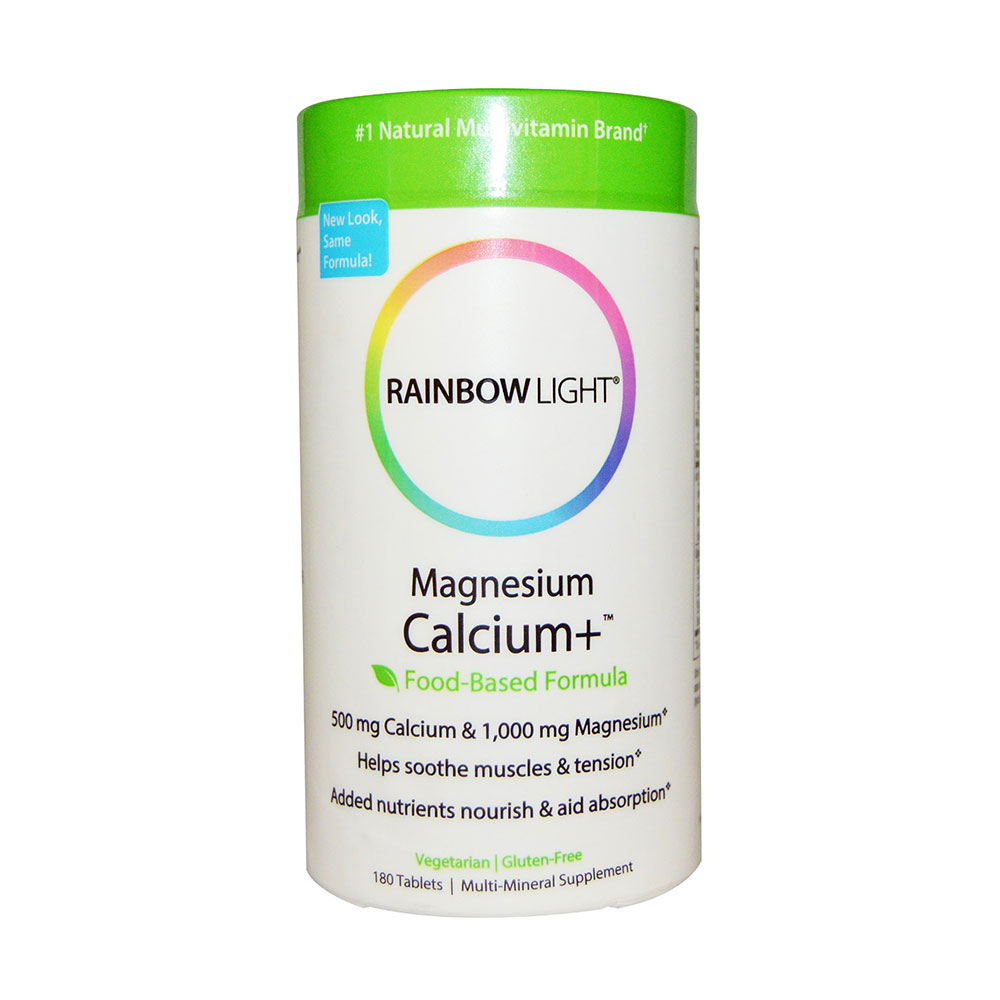 #1 Natural Multivitamin Brand†
New Look,
Same
Formula!
RAINBOW LIGHT®
Magnesium
Calcium+™
Food-Based Formula
500 mg Calcium & 1,000 mg Magnesium❖
Helps soothe muscles & tension❖
Added nutrients nourish & aid absorption❖
Vegetarian | Gluten-Free
180 Tablets | Multi-Mineral Supplement